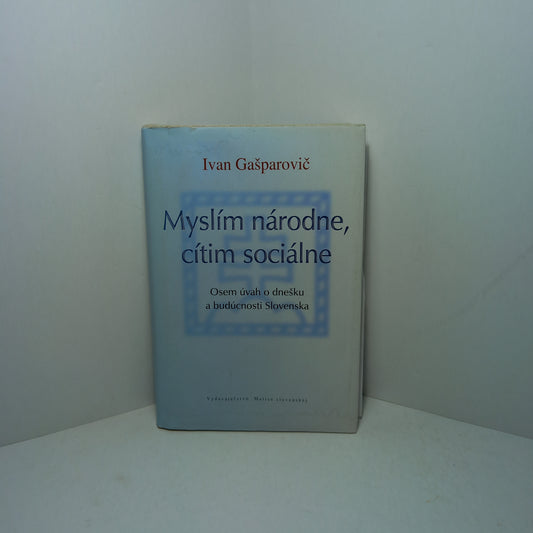 Ivan Gašparovič
Myslím národne,
cítim sociálne
Osem úvah o dnešku
a budúcnosti Slovenska
Vydavateľstvo Matice slovenskej